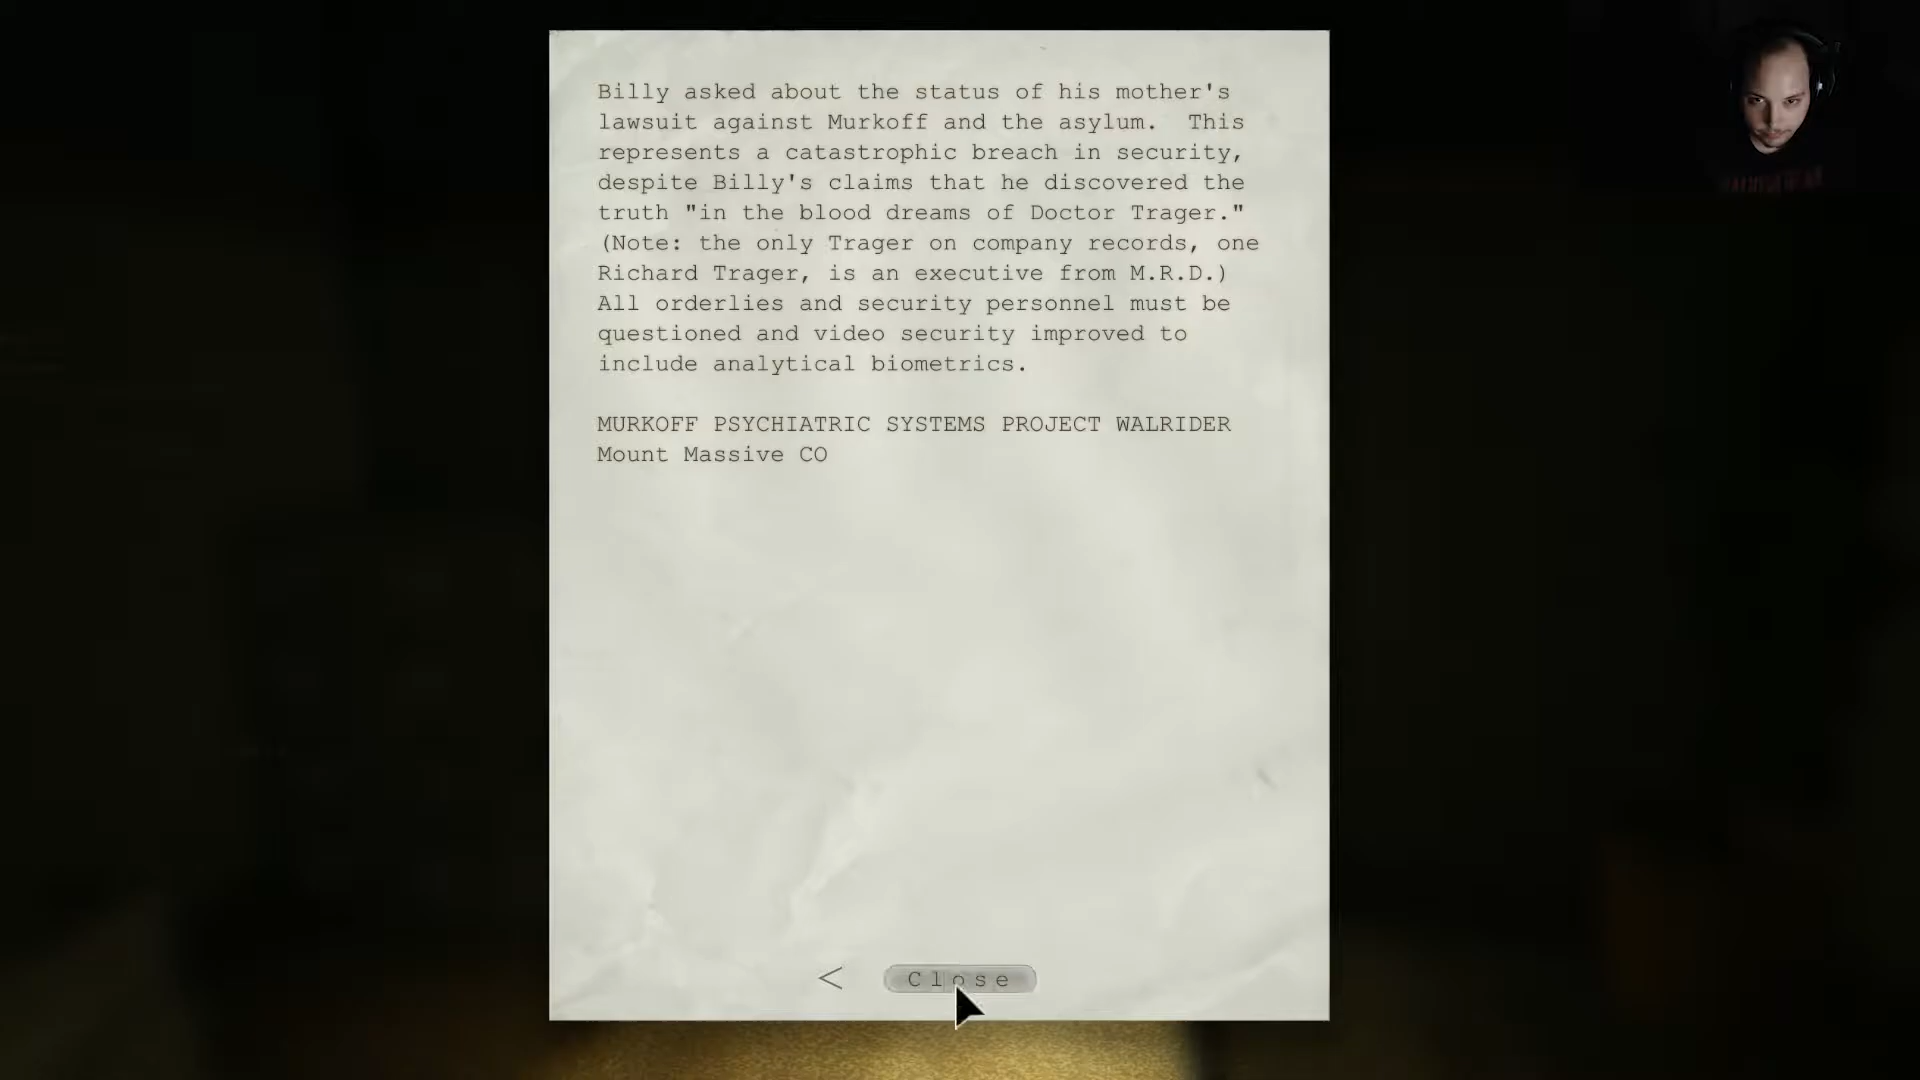 Billy asked about the status of his mother's
lawsuit against Murkoff and the asylum.  This
represents a catastrophic breach in security,
despite Billy's claims that he discovered the
truth "in the blood dreams of Doctor Trager."
(Note: the only Trager on company records, one
Richard Trager, is an executive from M.R.D.)
All orderlies and security personnel must be
questioned and video security improved to
include analytical biometrics.
MURKOFF PSYCHIATRIC SYSTEMS PROJECT WALRIDER
Mount Massive CO
< Close